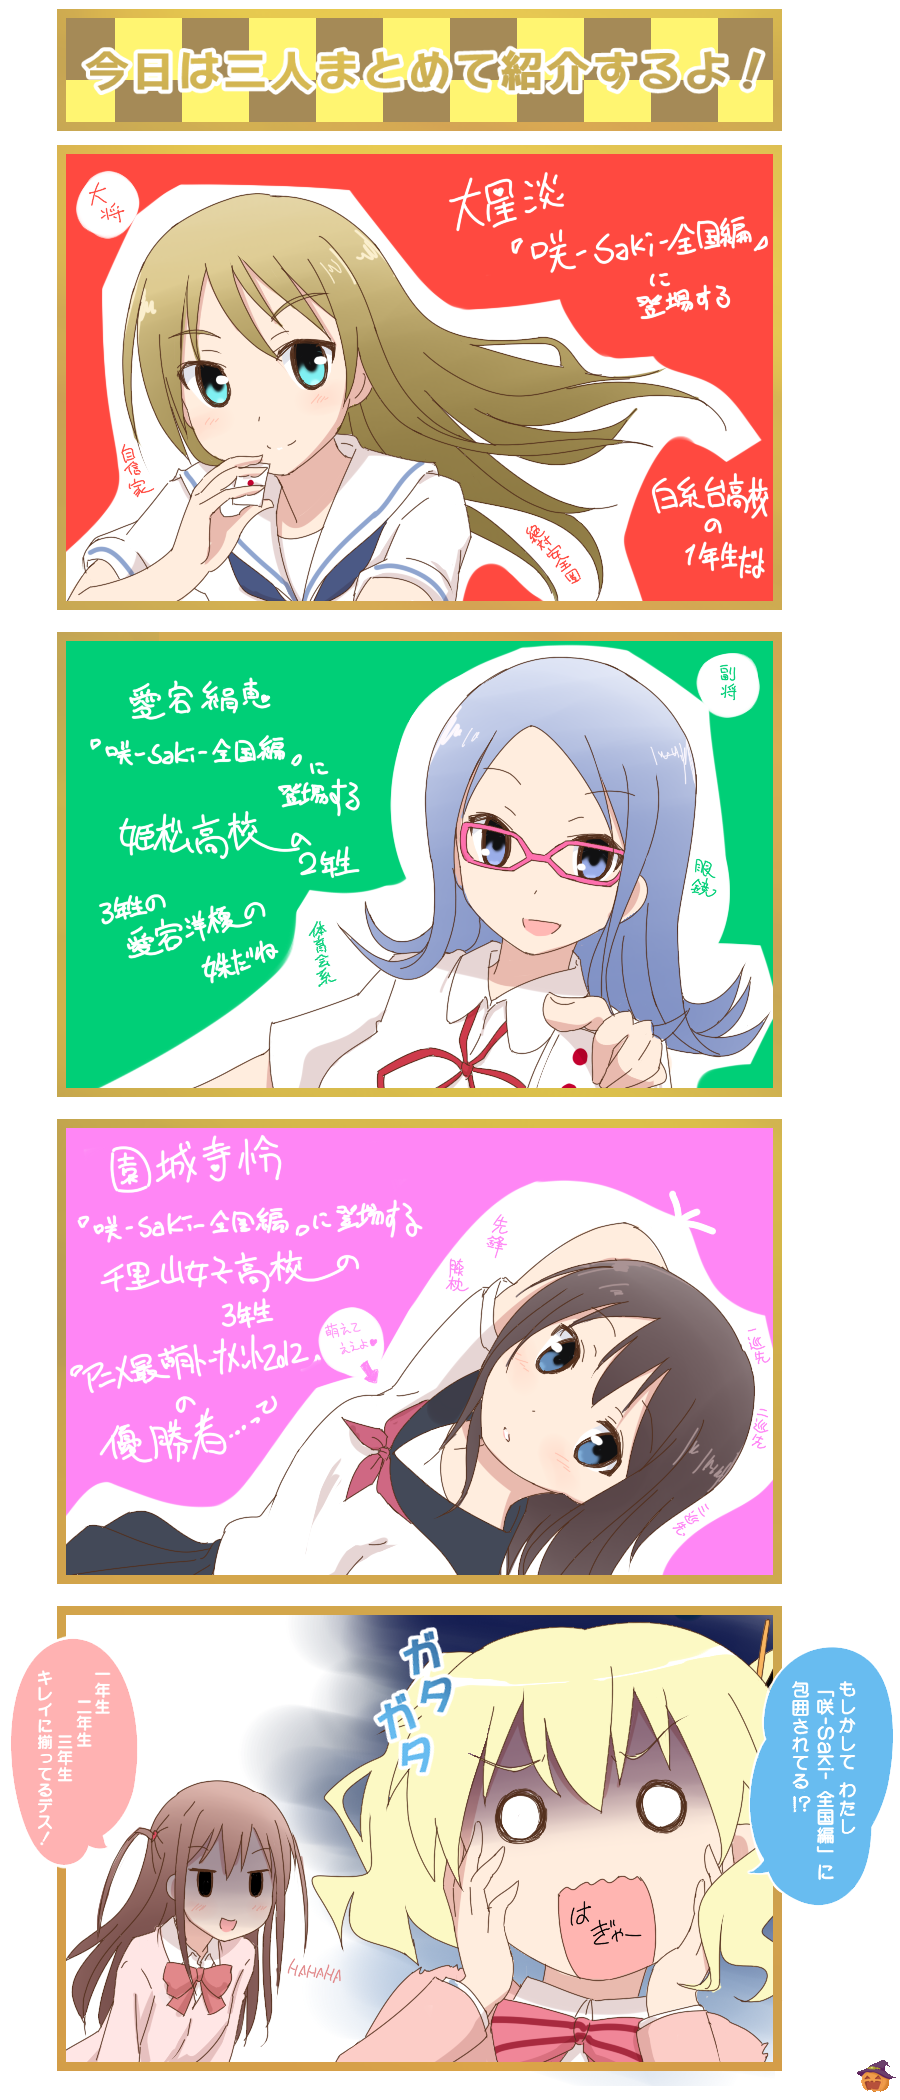 今日は三人まとめて紹介するよ！
大将
大星淡
『咲-Saki-全国編』
に
登場する
自信家
絶対安全圏
白糸台高校
の
1年生だよ
副将
愛宕絹恵
『咲-Saki-全国編』に
登場する
姫松高校の
2年生
3年生の
愛宕洋榎の
妹だね
眼鏡
体育会系
園城寺怜
『咲-Saki-全国編』に登場する
千里山女子高校の
3年生
『アニメ最萌トーナメント2012』
の
優勝者…って
先鋒
膝枕
萌えて
ええよ♥
一巡先
二巡先
三巡先
ガタ
ガタ
もしかして わたし
「咲-Saki- 全国編」に
包囲されてる!?
一年生
二年生
三年生
キレイに揃ってるデス！
はぎゃー
HAHAHA